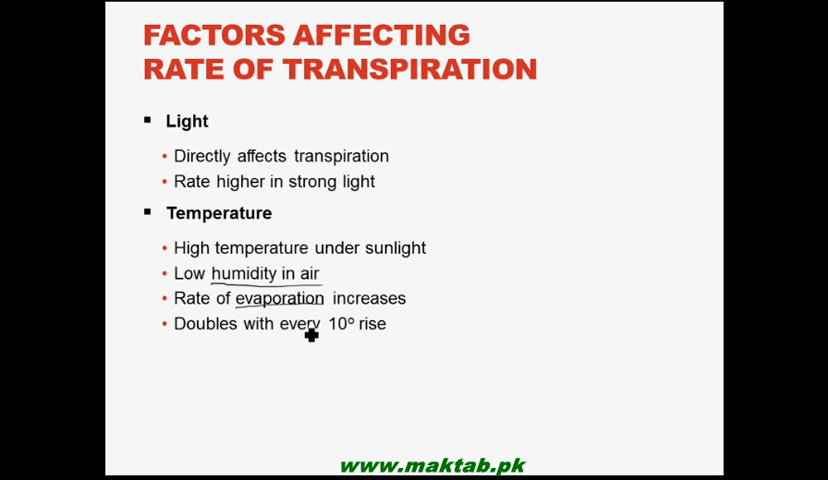 FACTORS AFFECTING
RATE OF TRANSPIRATION
▪ Light
• Directly affects transpiration
• Rate higher in strong light
▪ Temperature
• High temperature under sunlight
• Low humidity in air
• Rate of evaporation increases
• Doubles with every 10º rise
www.maktab.pk